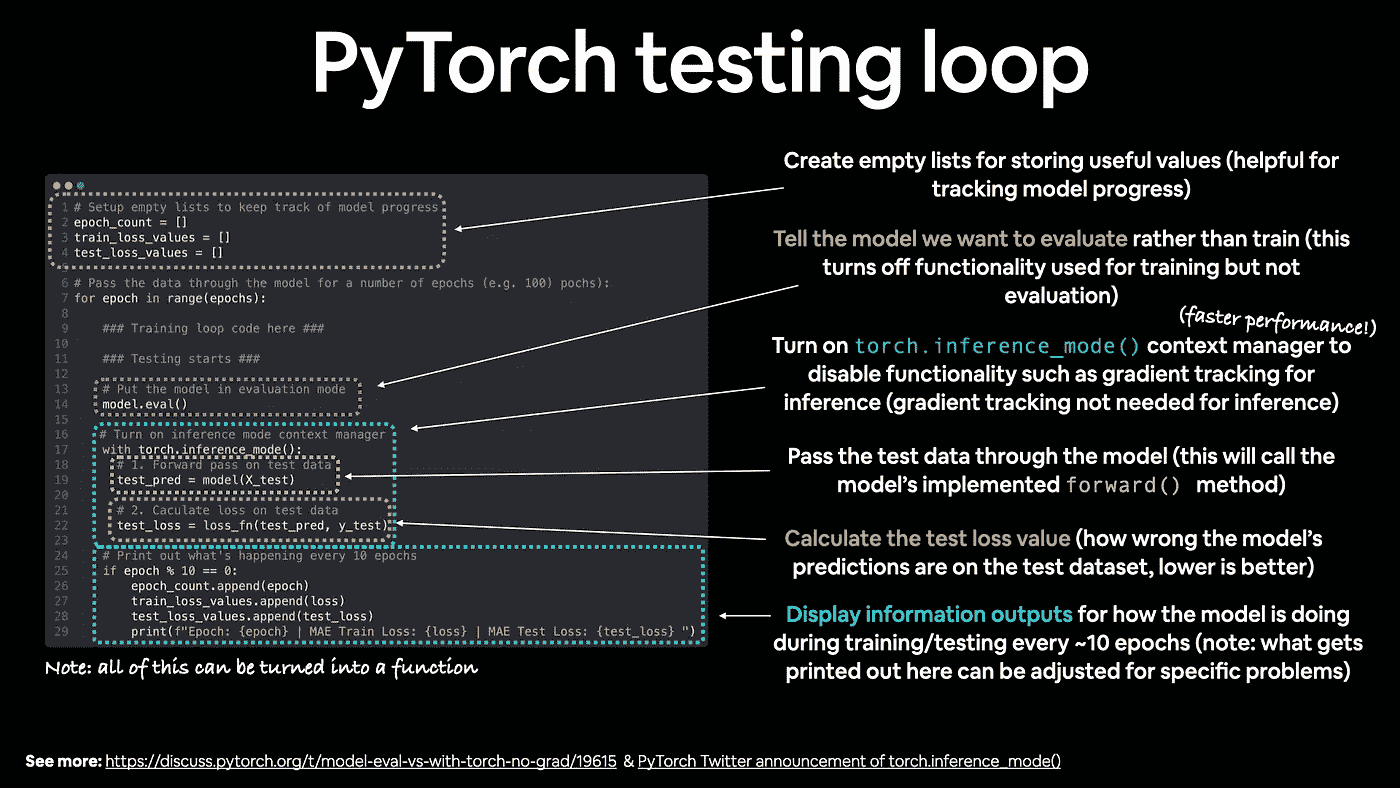 PyTorch testing loop
1 # Setup empty lists to keep track of model progress
2 epoch_count = []
3 train_loss_values = []
4 test_loss_values = []
5
6 # Pass the data through the model for a number of epochs (e.g. 100) pochs):
7 for epoch in range(epochs):
8
9 ### Training loop code here ###
10
11 ### Testing starts ###
12
13 # Put the model in evaluation mode
14 model.eval()
15
16 # Turn on inference mode context manager
17 with torch.inference_mode():
18 # 1. Forward pass on test data
19 test_pred = model(X_test)
20
21 # 2. Caculate loss on test data
22 test_loss = loss_fn(test_pred, y_test)
23
24 # Print out what's happening every 10 epochs
25 if epoch % 10 == 0:
26 epoch_count.append(epoch)
27 train_loss_values.append(loss)
28 test_loss_values.append(test_loss)
29 print(f"Epoch: {epoch} | MAE Train Loss: {loss} | MAE Test Loss: {test_loss} ")
Note: all of this can be turned into a function
Create empty lists for storing useful values (helpful for
tracking model progress)
Tell the model we want to evaluate rather than train (this
turns off functionality used for training but not
evaluation)
(faster performance!)
Turn on torch.inference_mode() context manager to
disable functionality such as gradient tracking for
inference (gradient tracking not needed for inference)
Pass the test data through the model (this will call the
model's implemented forward() method)
Calculate the test loss value (how wrong the model's
predictions are on the test dataset, lower is better)
Display information outputs for how the model is doing
during training/testing every ~10 epochs (note: what gets
printed out here can be adjusted for specific problems)
See more: https://discuss.pytorch.org/t/model-eval-vs-with-torch-no-grad/19615 & PyTorch Twitter announcement of torch.inference_mode()